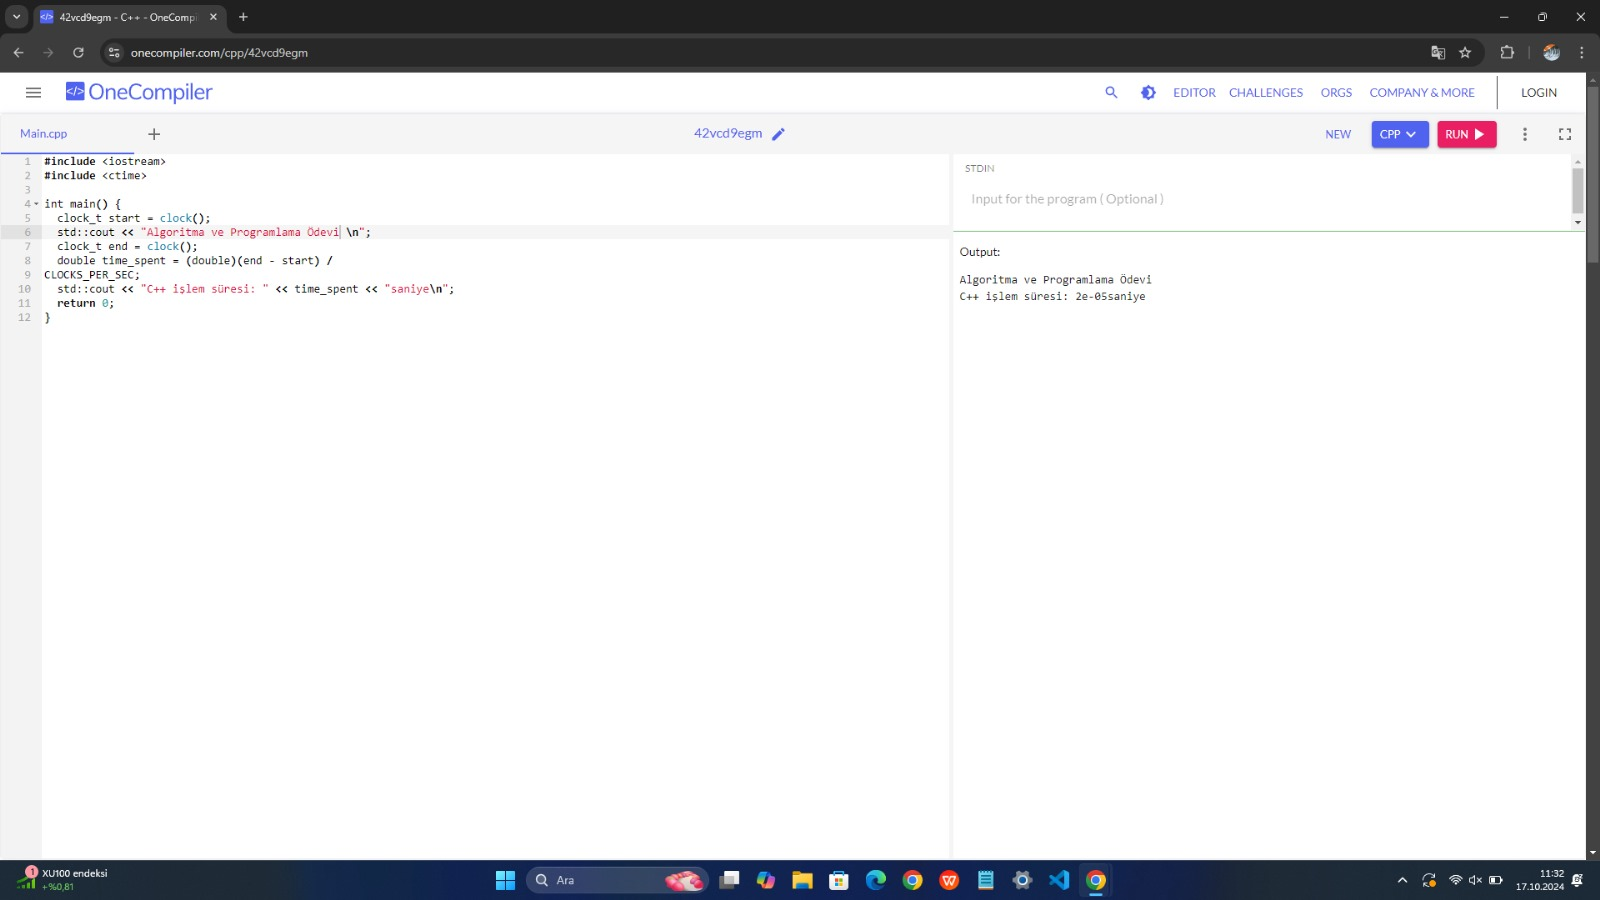 42vcd9egm - C++ - OneCompi
onecompiler.com/cpp/42vcd9egm
</> OneCompiler
EDITOR CHALLENGES ORGS COMPANY & MORE LOGIN
Main.cpp
42vcd9egm
NEW CPP RUN
1 #include <iostream>
2 #include <ctime>
3
4 int main() {
5 clock_t start = clock();
6 std::cout << "Algoritma ve Programlama Ödevi \n";
7 clock_t end = clock();
8 double time_spent = (double)(end - start) /
9 CLOCKS_PER_SEC;
10 std::cout << "C++ işlem süresi: " << time_spent << "saniye\n";
11 return 0;
12 }
STDIN
Input for the program ( Optional )
Output:
Algoritma ve Programlama Ödevi
C++ işlem süresi: 2e-05saniye
1
XU100 endeksi
+%0,81
Ara
11:32
17.10.2024